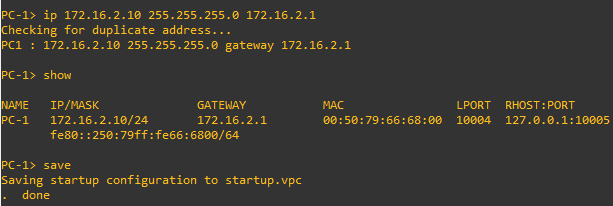 PC-1> ip 172.16.2.10 255.255.255.0 172.16.2.1
Checking for duplicate address...
PC1 : 172.16.2.10 255.255.255.0 gateway 172.16.2.1
PC-1> show
NAME IP/MASK GATEWAY MAC LPORT RHOST:PORT
PC-1 172.16.2.10/24 172.16.2.1 00:50:79:66:68:00 10004 127.0.0.1:10005
fe80::250:79ff:fe66:6800/64
PC-1> save
Saving startup configuration to startup.vpc
. done